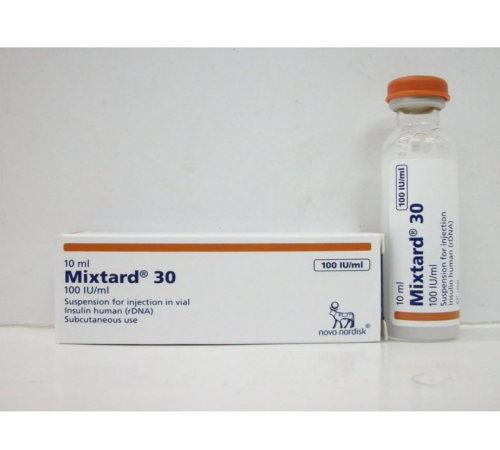 10 ml
Mixtard® 30
100 IU/ml
100 IU/ml
Suspension for injection in vial
Insulin human (rDNA)
Subcutaneous use
novo nordisk®
100 IU/ml
10 ml
Mixtard® 30
100 IU/ml
Suspension for injection
Insulin human (rDNA)